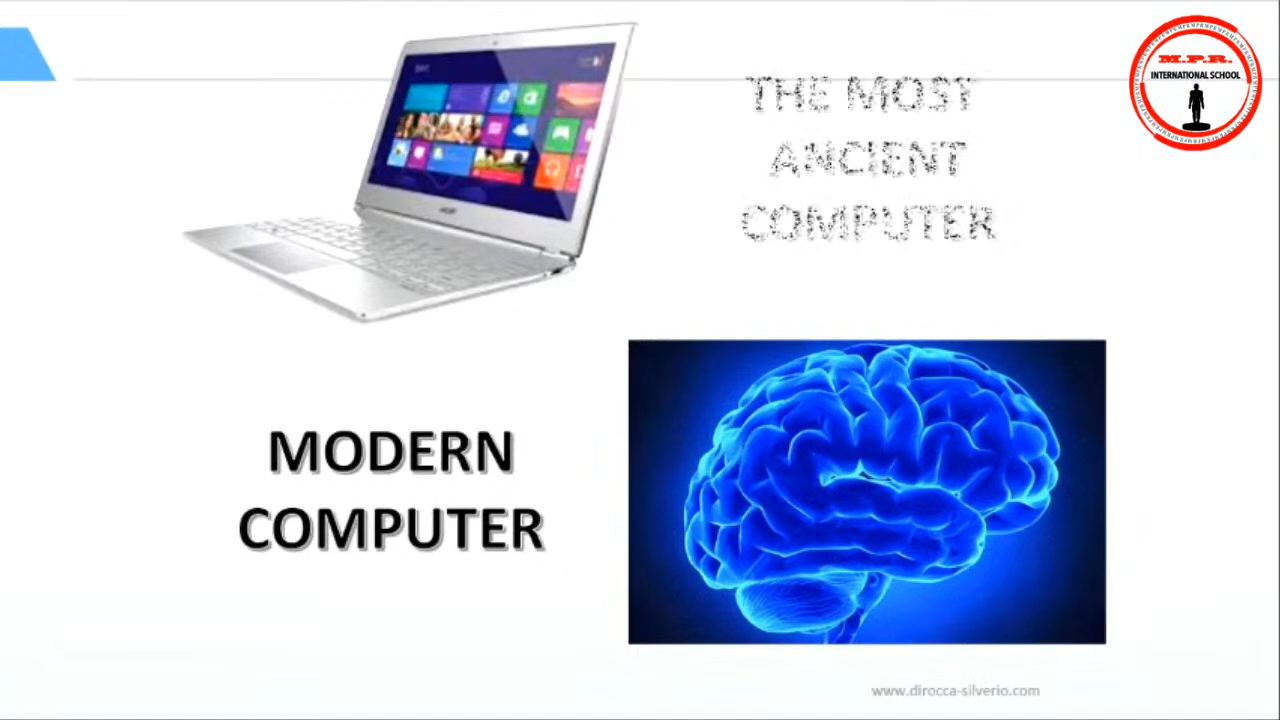 THE MOST
ANCIENT
COMPUTER
M.P.R.
INTERNATIONAL SCHOOL
MODERN
COMPUTER
www.dirocca-silverio.com